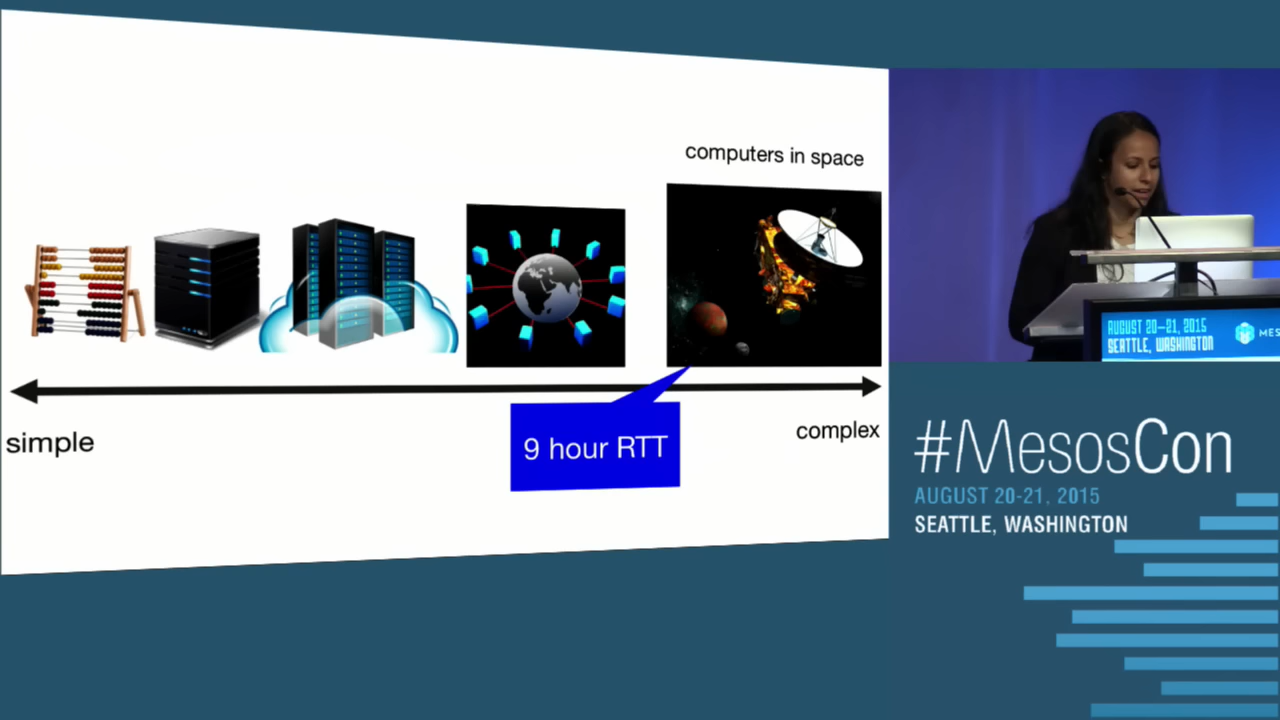 computers in space
simple
complex
9 hour RTT
AUGUST 20–21, 2015
SEATTLE, WASHINGTON
MES
#MesosCon
AUGUST 20-21, 2015
SEATTLE, WASHINGTON